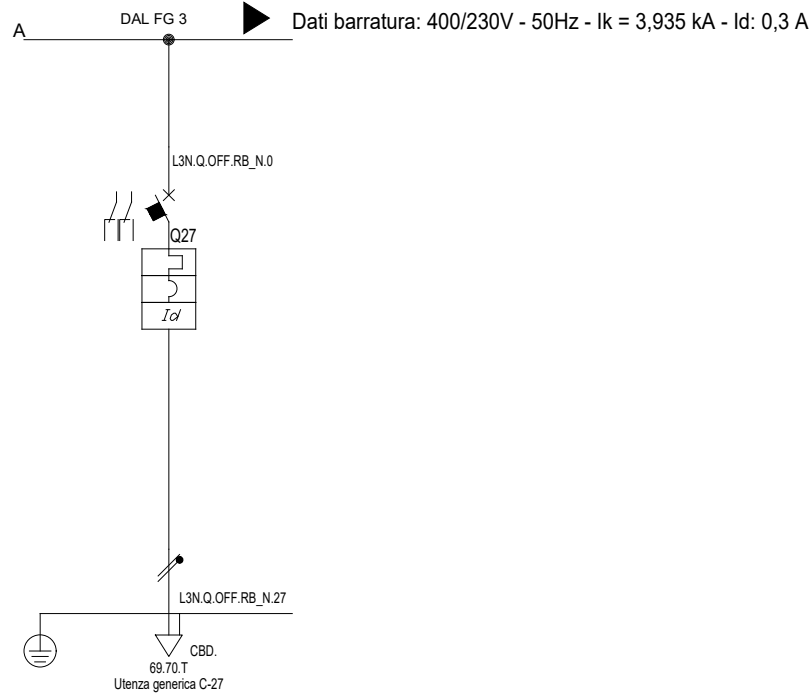 DAL FG 3
Dati barratura: 400/230V - 50Hz - Ik = 3,935 kA - Id: 0,3 A
A
L3N.Q.OFF.RB_N.0
Q27
Id
L3N.Q.OFF.RB_N.27
CBD.
69.70.T
Utenza generica C-27